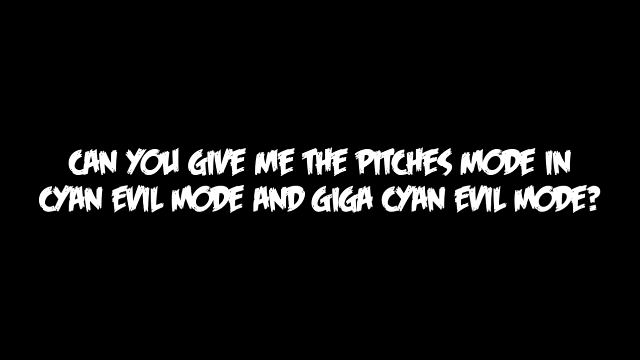 CAN YOU GIVE ME THE PITCHES MODE IN
CYAN EVIL MODE AND GIGA CYAN EVIL MODE?